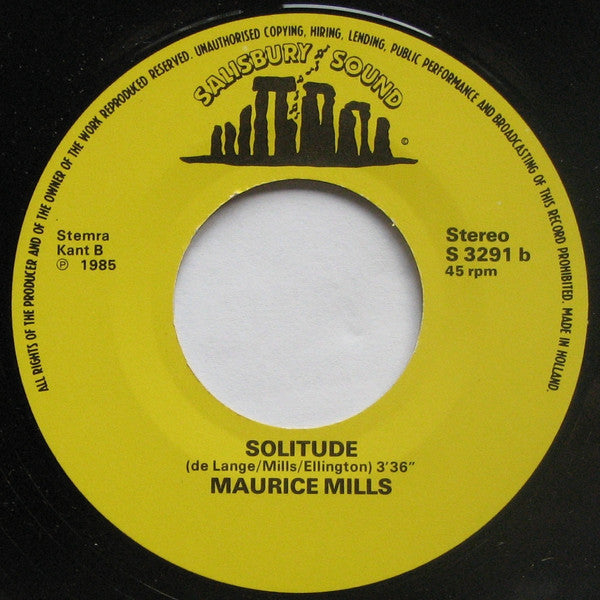 ALL RIGHTS OF THE PRODUCER AND OF THE OWNER OF THE WORK REPRODUCED RESERVED. UNAUTHORISED COPYING, HIRING, LENDING, PUBLIC PERFORMANCE AND BROADCASTING OF THIS RECORD PROHIBITED. MADE IN HOLLAND.
SALISBURY SOUND
©
Stemra
Kant B
℗ 1985
Stereo
S 3291 b
45 rpm
SOLITUDE
(de Lange/Mills/Ellington) 3'36"
MAURICE MILLS